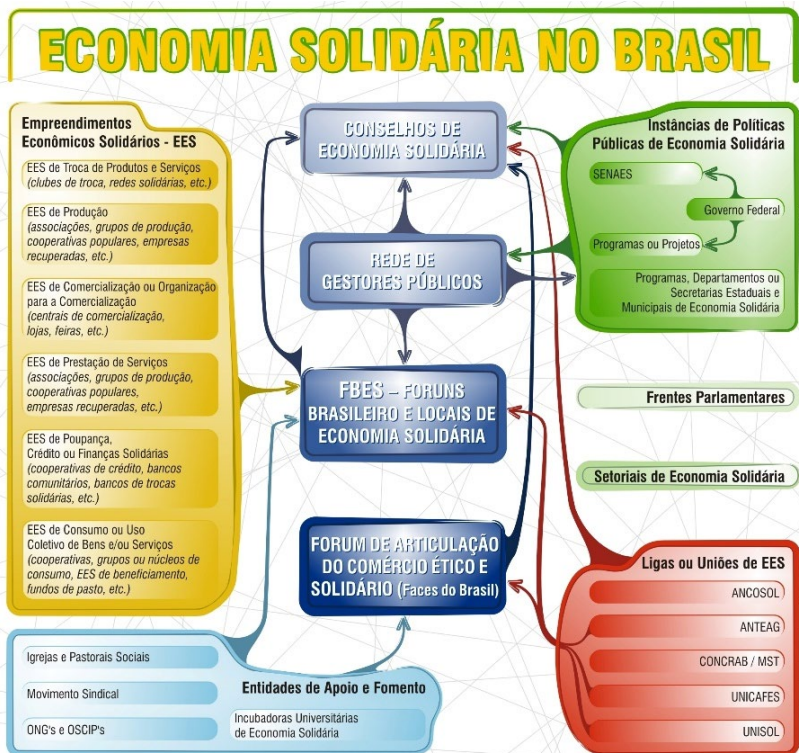 ECONOMIA SOLIDÁRIA NO BRASIL
Empreendimentos
Econômicos Solidários - EES
EES de Troca de Produtos e Serviços
(clubes de troca, redes solidárias, etc.)
EES de Produção
(associações, grupos de produção,
cooperativas populares, empresas
recuperadas, etc.)
EES de Comercialização ou Organização
para a Comercialização
(centrais de comercialização,
lojas, feiras, etc.)
EES de Prestação de Serviços
(associações, grupos de produção,
cooperativas populares,
empresas recuperadas, etc.)
EES de Poupança,
Crédito ou Finanças Solidárias
(cooperativas de crédito, bancos
comunitários, bancos de trocas
solidárias, etc.)
EES de Consumo ou Uso
Coletivo de Bens e/ou Serviços
(cooperativas, grupos ou núcleos de
consumo, EES de beneficiamento,
fundos de pasto, etc.)
CONSELHOS DE
ECONOMIA SOLIDÁRIA
REDE DE
GESTORES PÚBLICOS
FBES – FORUNS
BRASILEIRO E LOCAIS DE
ECONOMIA SOLIDÁRIA
FORUM DE ARTICULAÇÃO
DO COMÉRCIO ÉTICO E
SOLIDÁRIO (Faces do Brasil)
Instâncias de Políticas
Públicas de Economia Solidária
SENAES
Governo Federal
Programas ou Projetos
Programas, Departamentos ou
Secretarias Estaduais e
Municipais de Economia Solidária
Frentes Parlamentares
Setoriais de Economia Solidária
Ligas ou Uniões de EES
ANCOSOL
ANTEAG
CONCRAB / MST
UNICAFES
UNISOL
Igrejas e Pastorais Sociais
Movimento Sindical
ONG's e OSCIP's
Entidades de Apoio e Fomento
Incubadoras Universitárias
de Economia Solidária